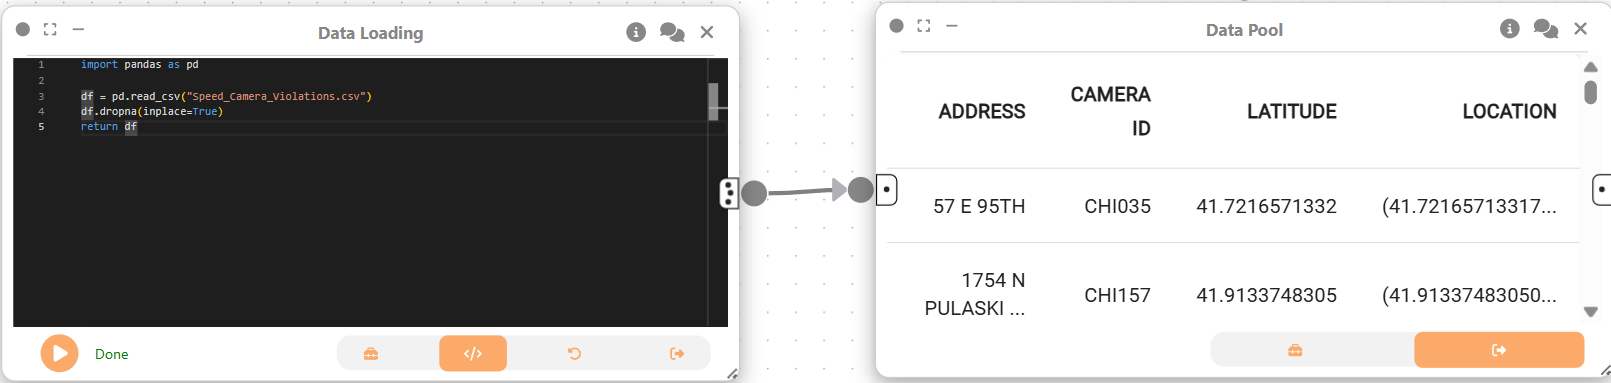 Data Loading
1 import pandas as pd
2
3 df = pd.read_csv("Speed_Camera_Violations.csv")
4 df.dropna(inplace=True)
5 return df
Done
</>
Data Pool
ADDRESS CAMERA ID LATITUDE LOCATION
57 E 95TH CHI035 41.7216571332 (41.72165713317...
1754 N PULASKI ... CHI157 41.9133748305 (41.91337483050...